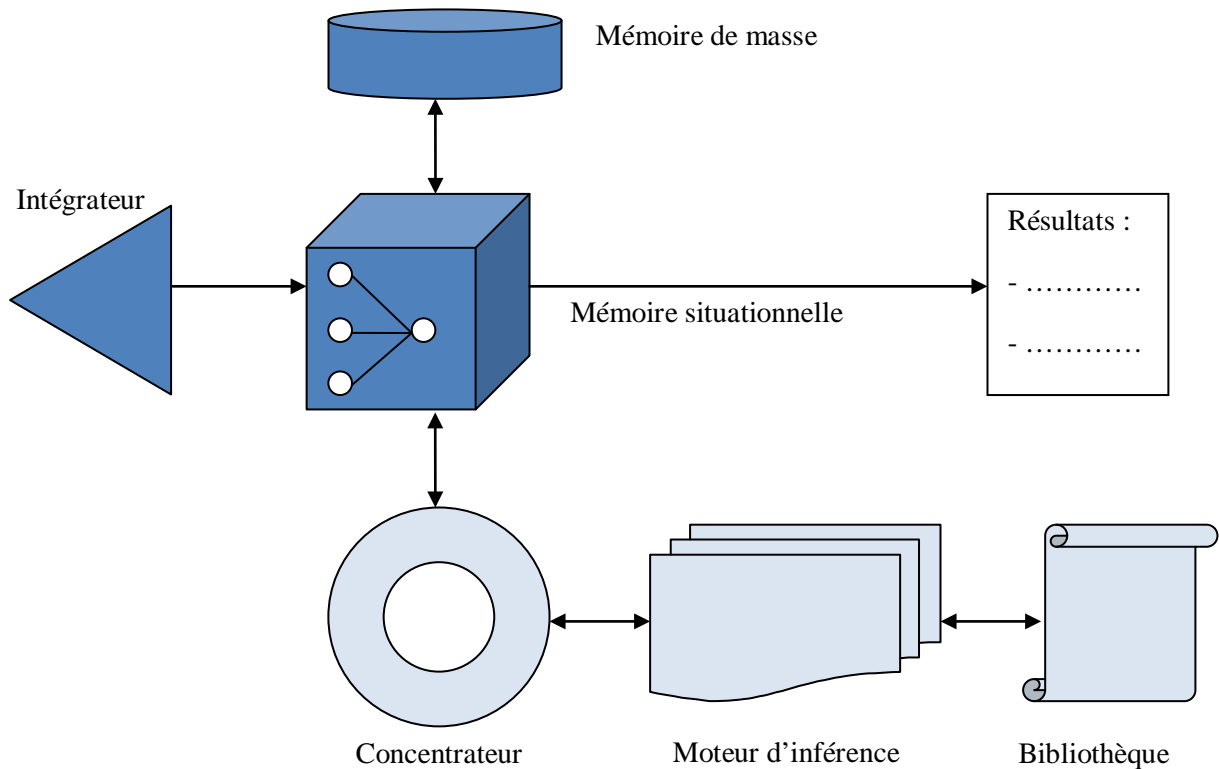 Mémoire de masse
Intégrateur
Résultats :
- …………
- …………
Mémoire situationnelle
Concentrateur
Moteur d’inférence
Bibliothèque